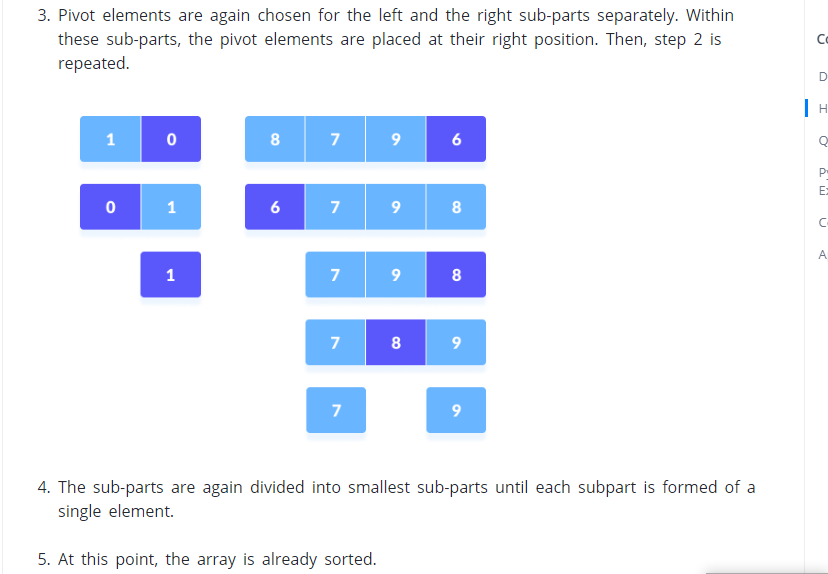 3. Pivot elements are again chosen for the left and the right sub-parts separately. Within
these sub-parts, the pivot elements are placed at their right position. Then, step 2 is
repeated.
1 0 8 7 9 6
0 1 6 7 9 8
1 7 9 8
7 8 9
7 9
4. The sub-parts are again divided into smallest sub-parts until each subpart is formed of a
single element.
5. At this point, the array is already sorted.